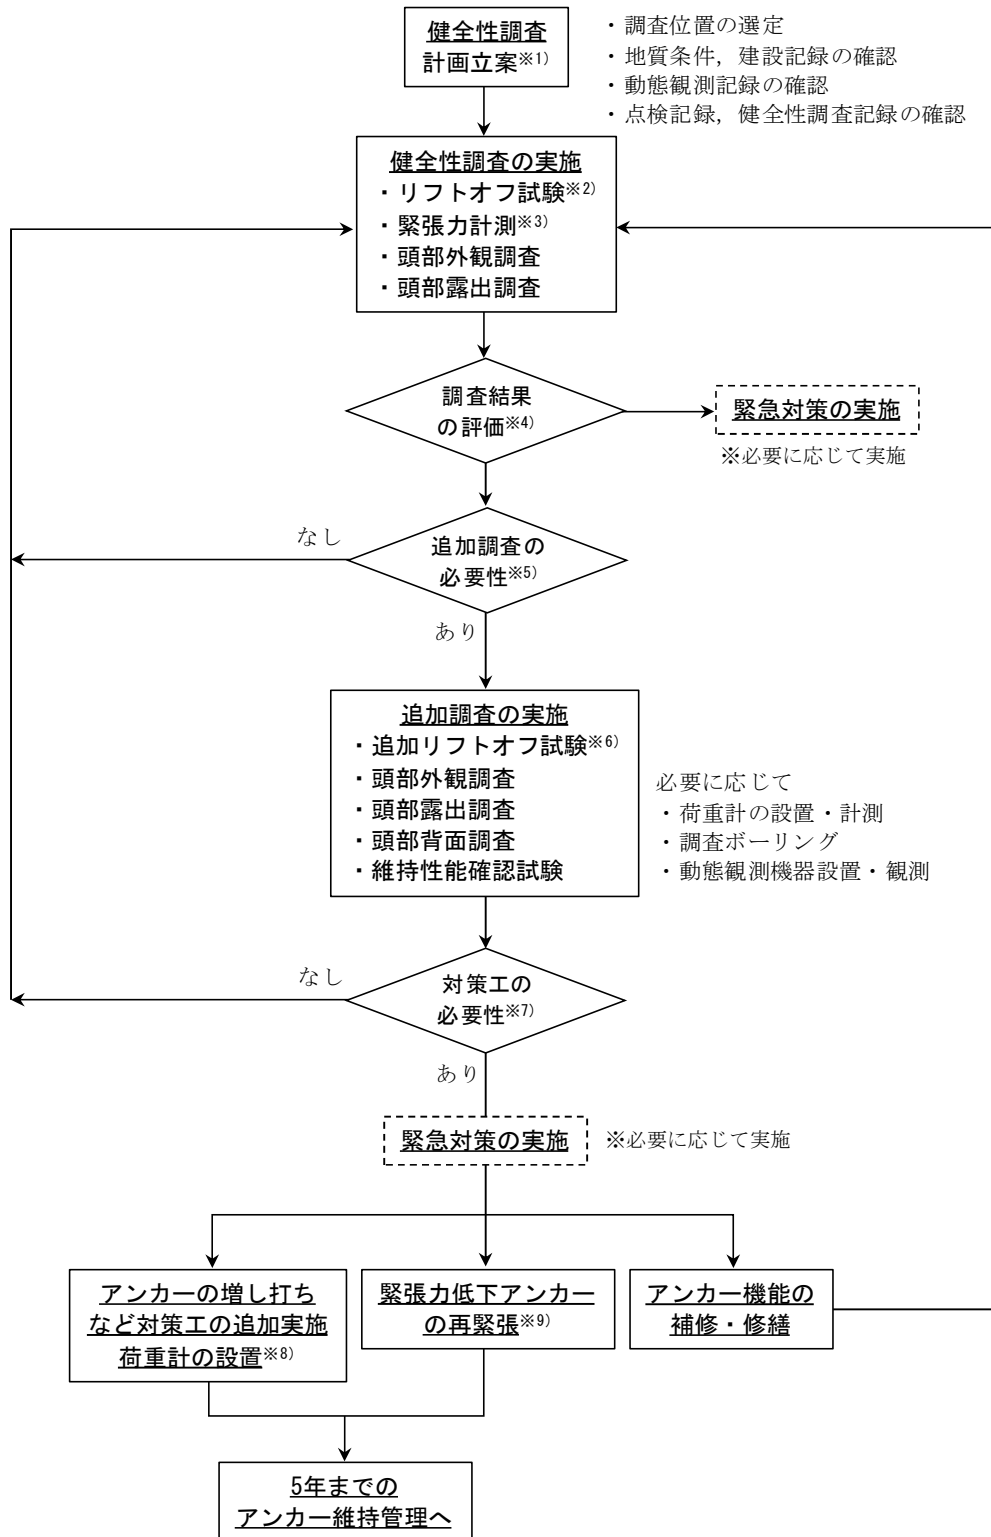 健全性調査
計画立案※1)
・調査位置の選定
・地質条件，建設記録の確認
・動態観測記録の確認
・点検記録，健全性調査記録の確認
健全性調査の実施
・リフトオフ試験※2)
・緊張力計測※3)
・頭部外観調査
・頭部露出調査
調査結果
の評価※4)
緊急対策の実施
※必要に応じて実施
なし
追加調査の
必要性※5)
あり
追加調査の実施
・追加リフトオフ試験※6)
・頭部外観調査
・頭部露出調査
・頭部背面調査
・維持性能確認試験
必要に応じて
・荷重計の設置・計測
・調査ボーリング
・動態観測機器設置・観測
なし
対策工の
必要性※7)
あり
緊急対策の実施
※必要に応じて実施
アンカーの増し打ち
など対策工の追加実施
荷重計の設置※8)
緊張力低下アンカー
の再緊張※9)
アンカー機能の
補修・修繕
5年までの
アンカー維持管理へ